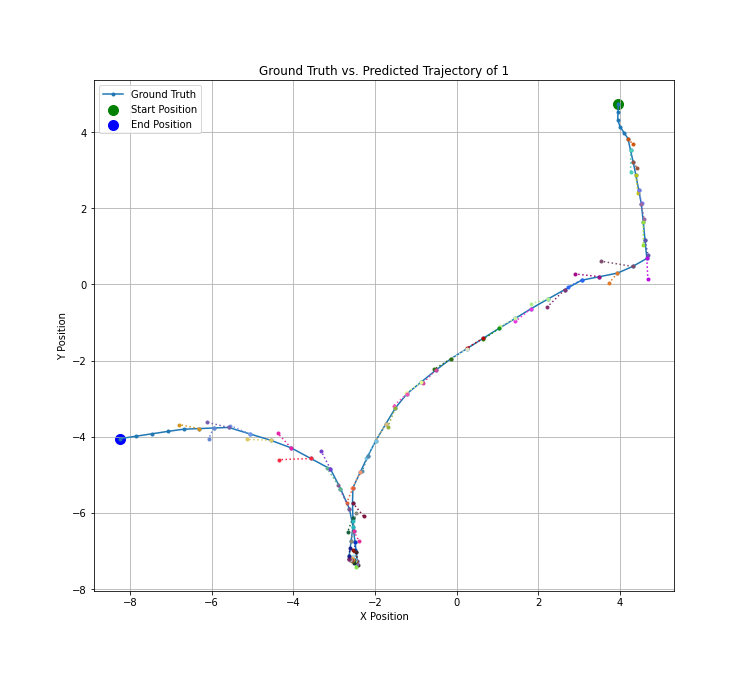 Ground Truth vs. Predicted Trajectory of 1
Ground Truth
Start Position
End Position
Y Position
4
2
0
−2
−4
−6
−8
−8 −6 −4 −2 0 2 4
X Position